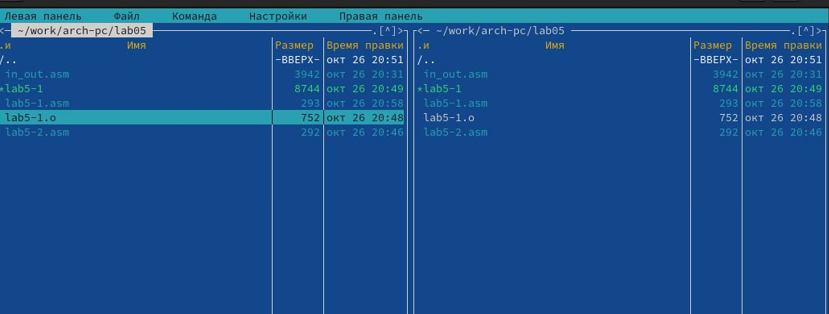 Левая панель Файл Команда Настройки Правая панель
<─ ~/work/arch-pc/lab05 .[^]>
.и Имя Размер Время правки
/.. -ВВЕРХ- окт 26 20:51
in_out.asm 3942 окт 26 20:31
*lab5-1 8744 окт 26 20:49
lab5-1.asm 293 окт 26 20:58
lab5-1.o 752 окт 26 20:48
lab5-2.asm 292 окт 26 20:46
<─ ~/work/arch-pc/lab05 .[^]>
.и Имя Размер Время правки
/.. -ВВЕРХ- окт 26 20:51
in_out.asm 3942 окт 26 20:31
*lab5-1 8744 окт 26 20:49
lab5-1.asm 293 окт 26 20:58
lab5-1.o 752 окт 26 20:48
lab5-2.asm 292 окт 26 20:46